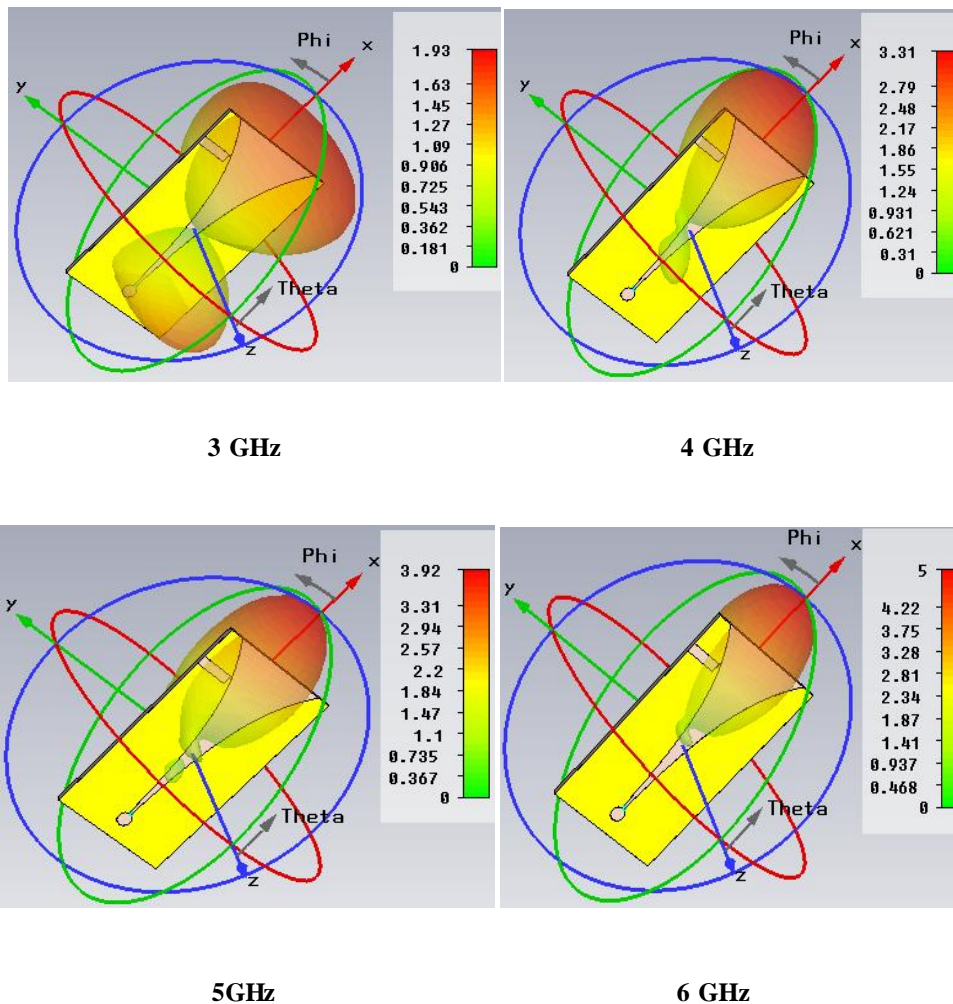 Phi
x
y
Theta
z
1.93
1.63
1.45
1.27
1.09
0.906
0.725
0.543
0.362
0.181
0
Phi
x
y
Theta
z
3.31
2.79
2.48
2.17
1.86
1.55
1.24
0.931
0.621
0.31
0
3 GHz
4 GHz
Phi
x
y
Theta
z
3.92
3.31
2.94
2.57
2.2
1.84
1.47
1.1
0.735
0.367
0
Phi
x
y
Theta
z
5
4.22
3.75
3.28
2.81
2.34
1.87
1.41
0.937
0.468
0
5GHz
6 GHz